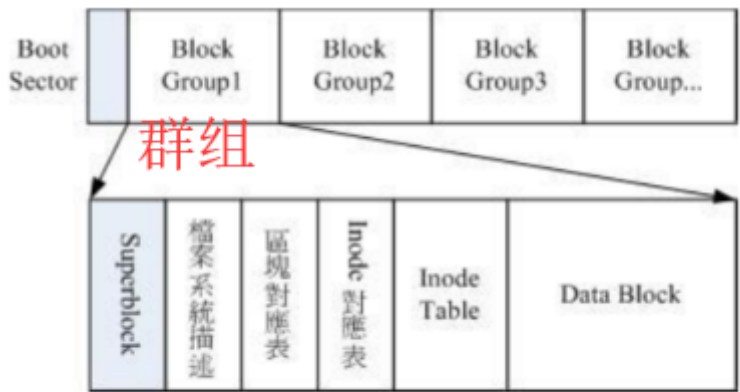 Boot
Sector
Block
Group1
Block
Group2
Block
Group3
Block
Group...
群组
Superblock
檔案系統描述
區塊對應表
Inode 對應表
Inode
Table
Data Block